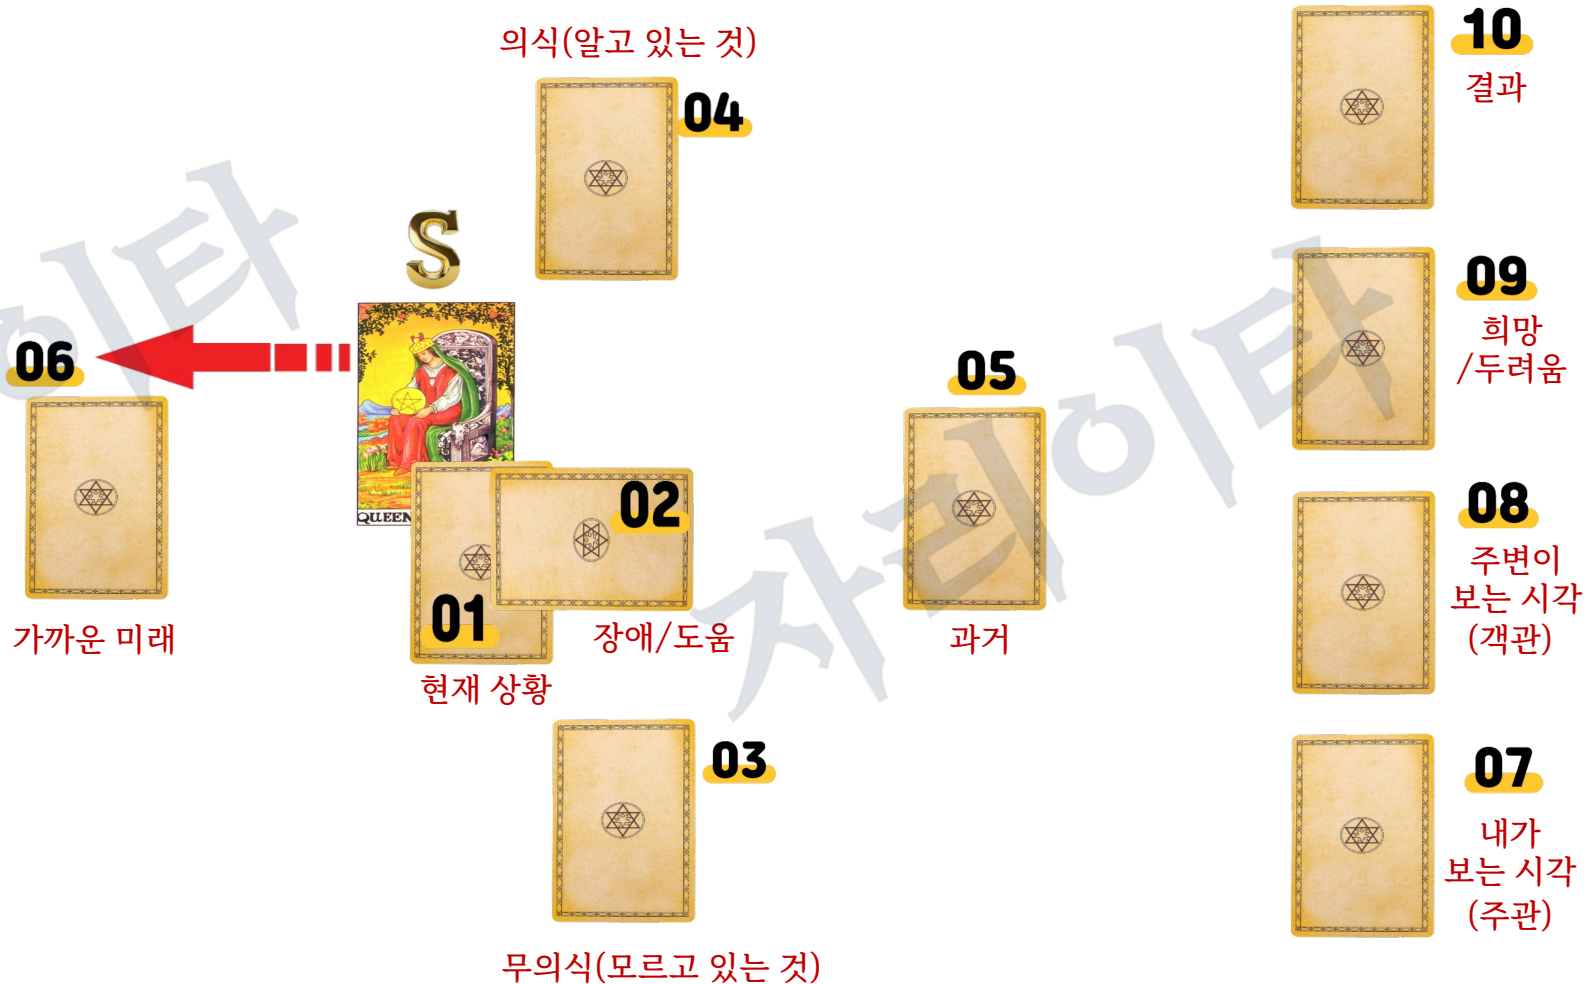 의식(알고 있는 것)
04
10
결과
S
09
희망
/두려움
06
05
QUEEN
02
01
장애/도움
현재 상황
가까운 미래
과거
08
주변이
보는 시각
(객관)
03
07
내가
보는 시각
(주관)
무의식(모르고 있는 것)
이타
자리이타